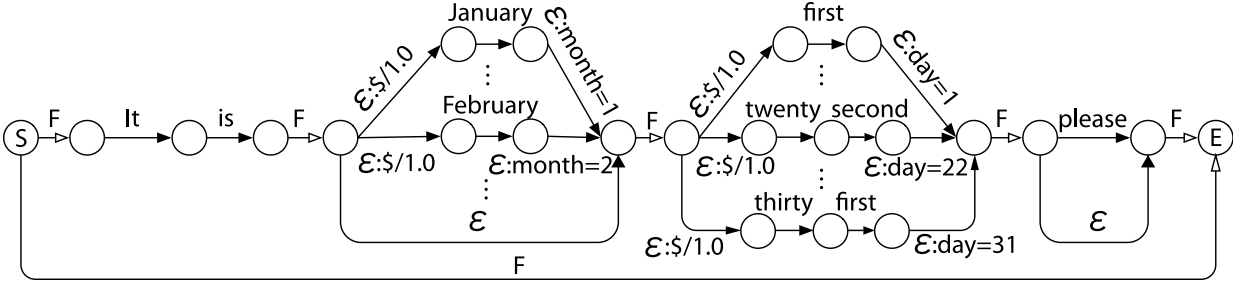 January first
ε:month=1 ε:day=1
ε:$/1.0 ε:$/1.0
⋮ ⋮
S F It is F February F twenty second F please F E
ε:$/1.0 ε:month=2 ε:$/1.0 ε:day=22
⋮ ⋮
ε thirty first ε
ε:$/1.0 ε:day=31
F